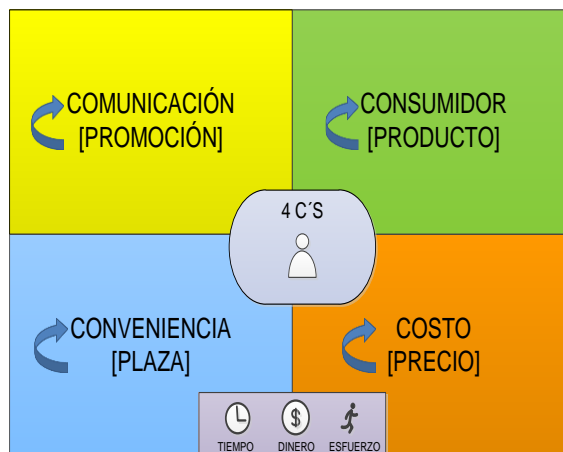 COMUNICACIÓN
[PROMOCIÓN]
CONSUMIDOR
[PRODUCTO]
4 C´S
CONVENIENCIA
[PLAZA]
COSTO
[PRECIO]
$
TIEMPO DINERO ESFUERZO